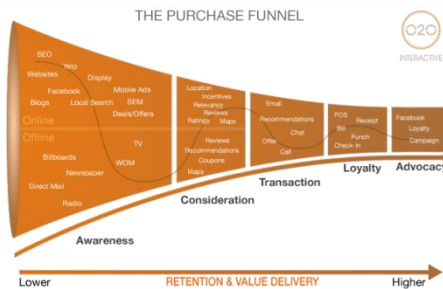 THE PURCHASE FUNNEL
O2O
INTERACTIVE
SEO
Websites
Yelp
Display
Facebook
Mobile Ads
Blogs
Local Search
SEM
Deals/Offers
Online
Offline
TV
Billboards
WOM
Newspaper
Direct Mail
Radio
Awareness
Location
Incentives
Relevancy
Reviews
Ratings
Maps
Reviews
Recommendations
Coupons
Maps
Consideration
Email
Recommendations
Chat
Offer
Call
Transaction
POS
Receipt
Bill
Punch
Check-In
Loyalty
Facebook
Loyalty
Campaign
Advocacy
Lower
RETENTION & VALUE DELIVERY
Higher